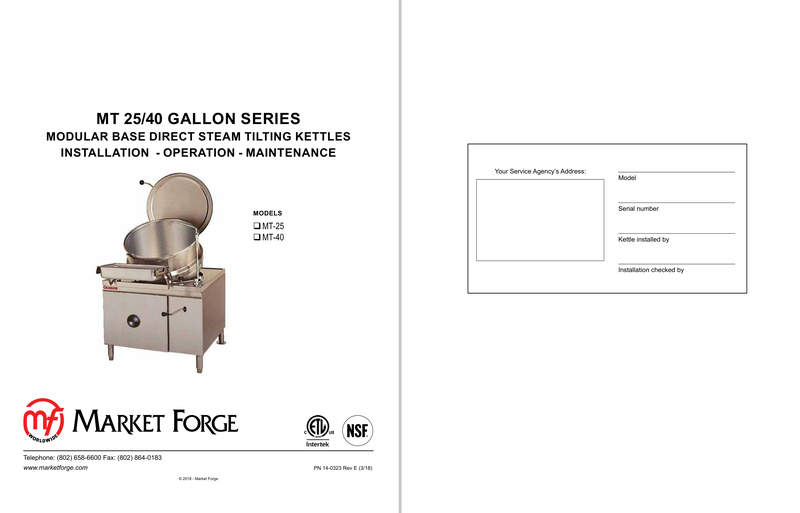 MT 25/40 GALLON SERIES
MODULAR BASE DIRECT STEAM TILTING KETTLES
INSTALLATION - OPERATION - MAINTENANCE
MODELS
❑ MT-25
❑ MT-40
mf
WORLDWIDE
MARKET FORGE
C ETL US
Intertek
NSF
Telephone: (802) 658-6600 Fax: (802) 864-0183
www.marketforge.com
PN 14-0323 Rev E (3/18)
© 2018 - Market Forge
Your Service Agency's Address:
Model
Serial number
Kettle installed by
Installation checked by